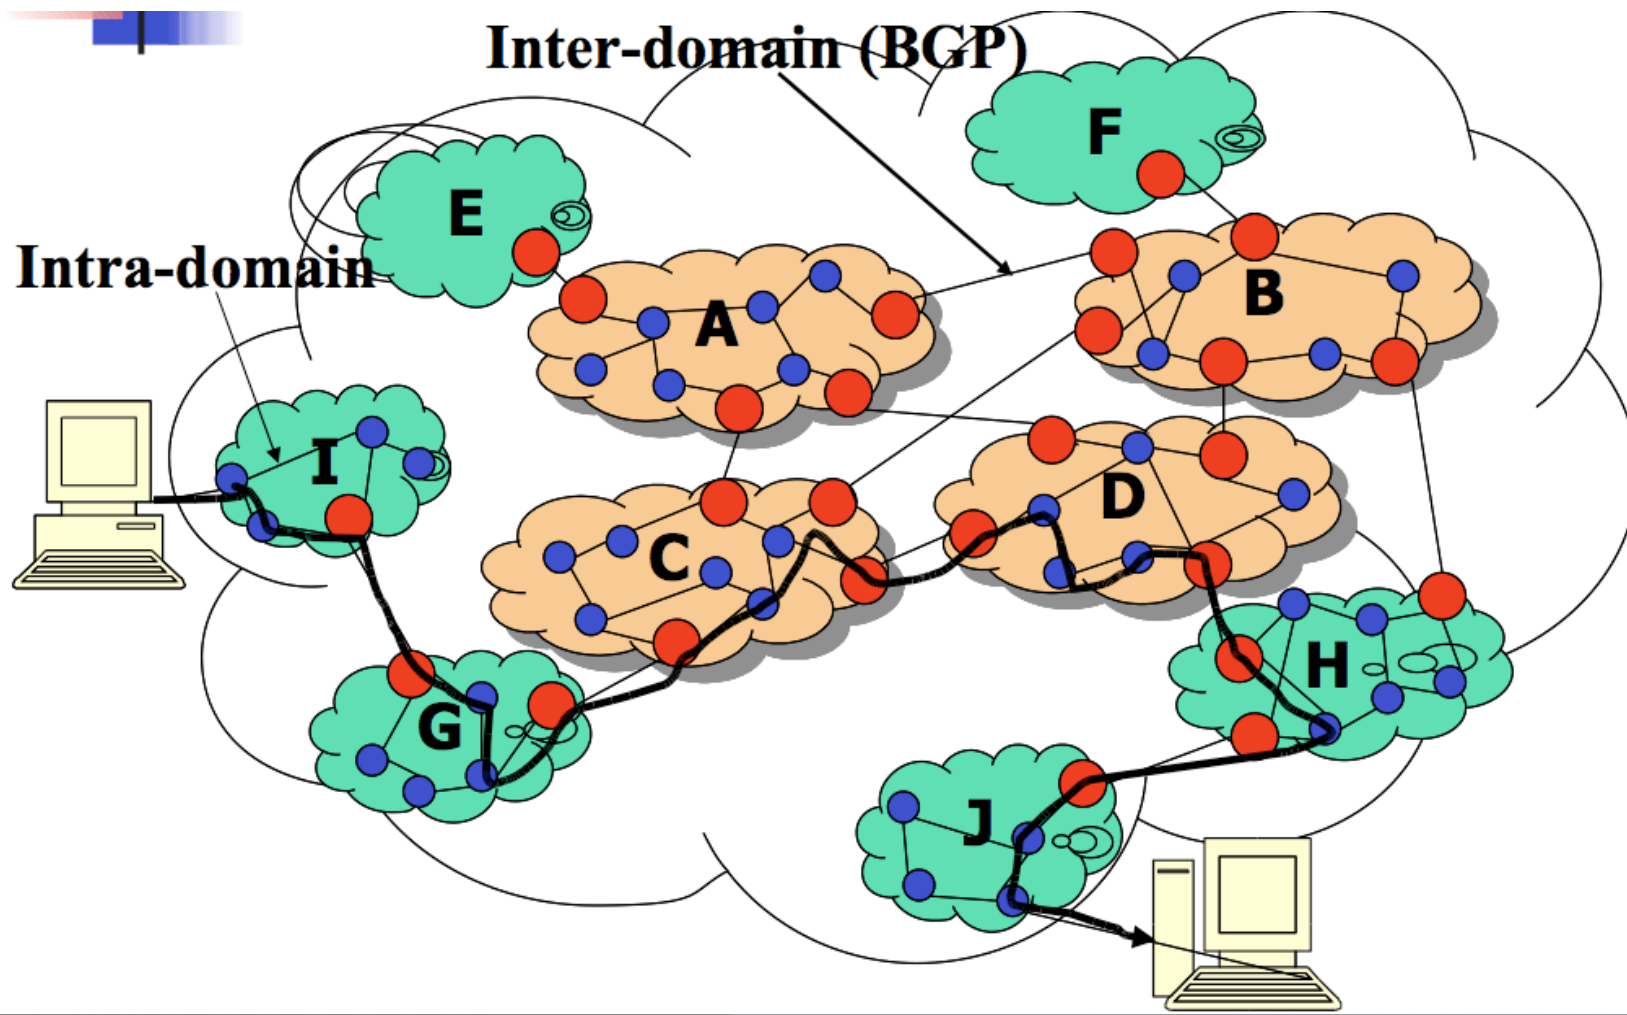 Inter-domain (BGP)
F
E
Intra-domain
B
A
I
D
C
H
G
J